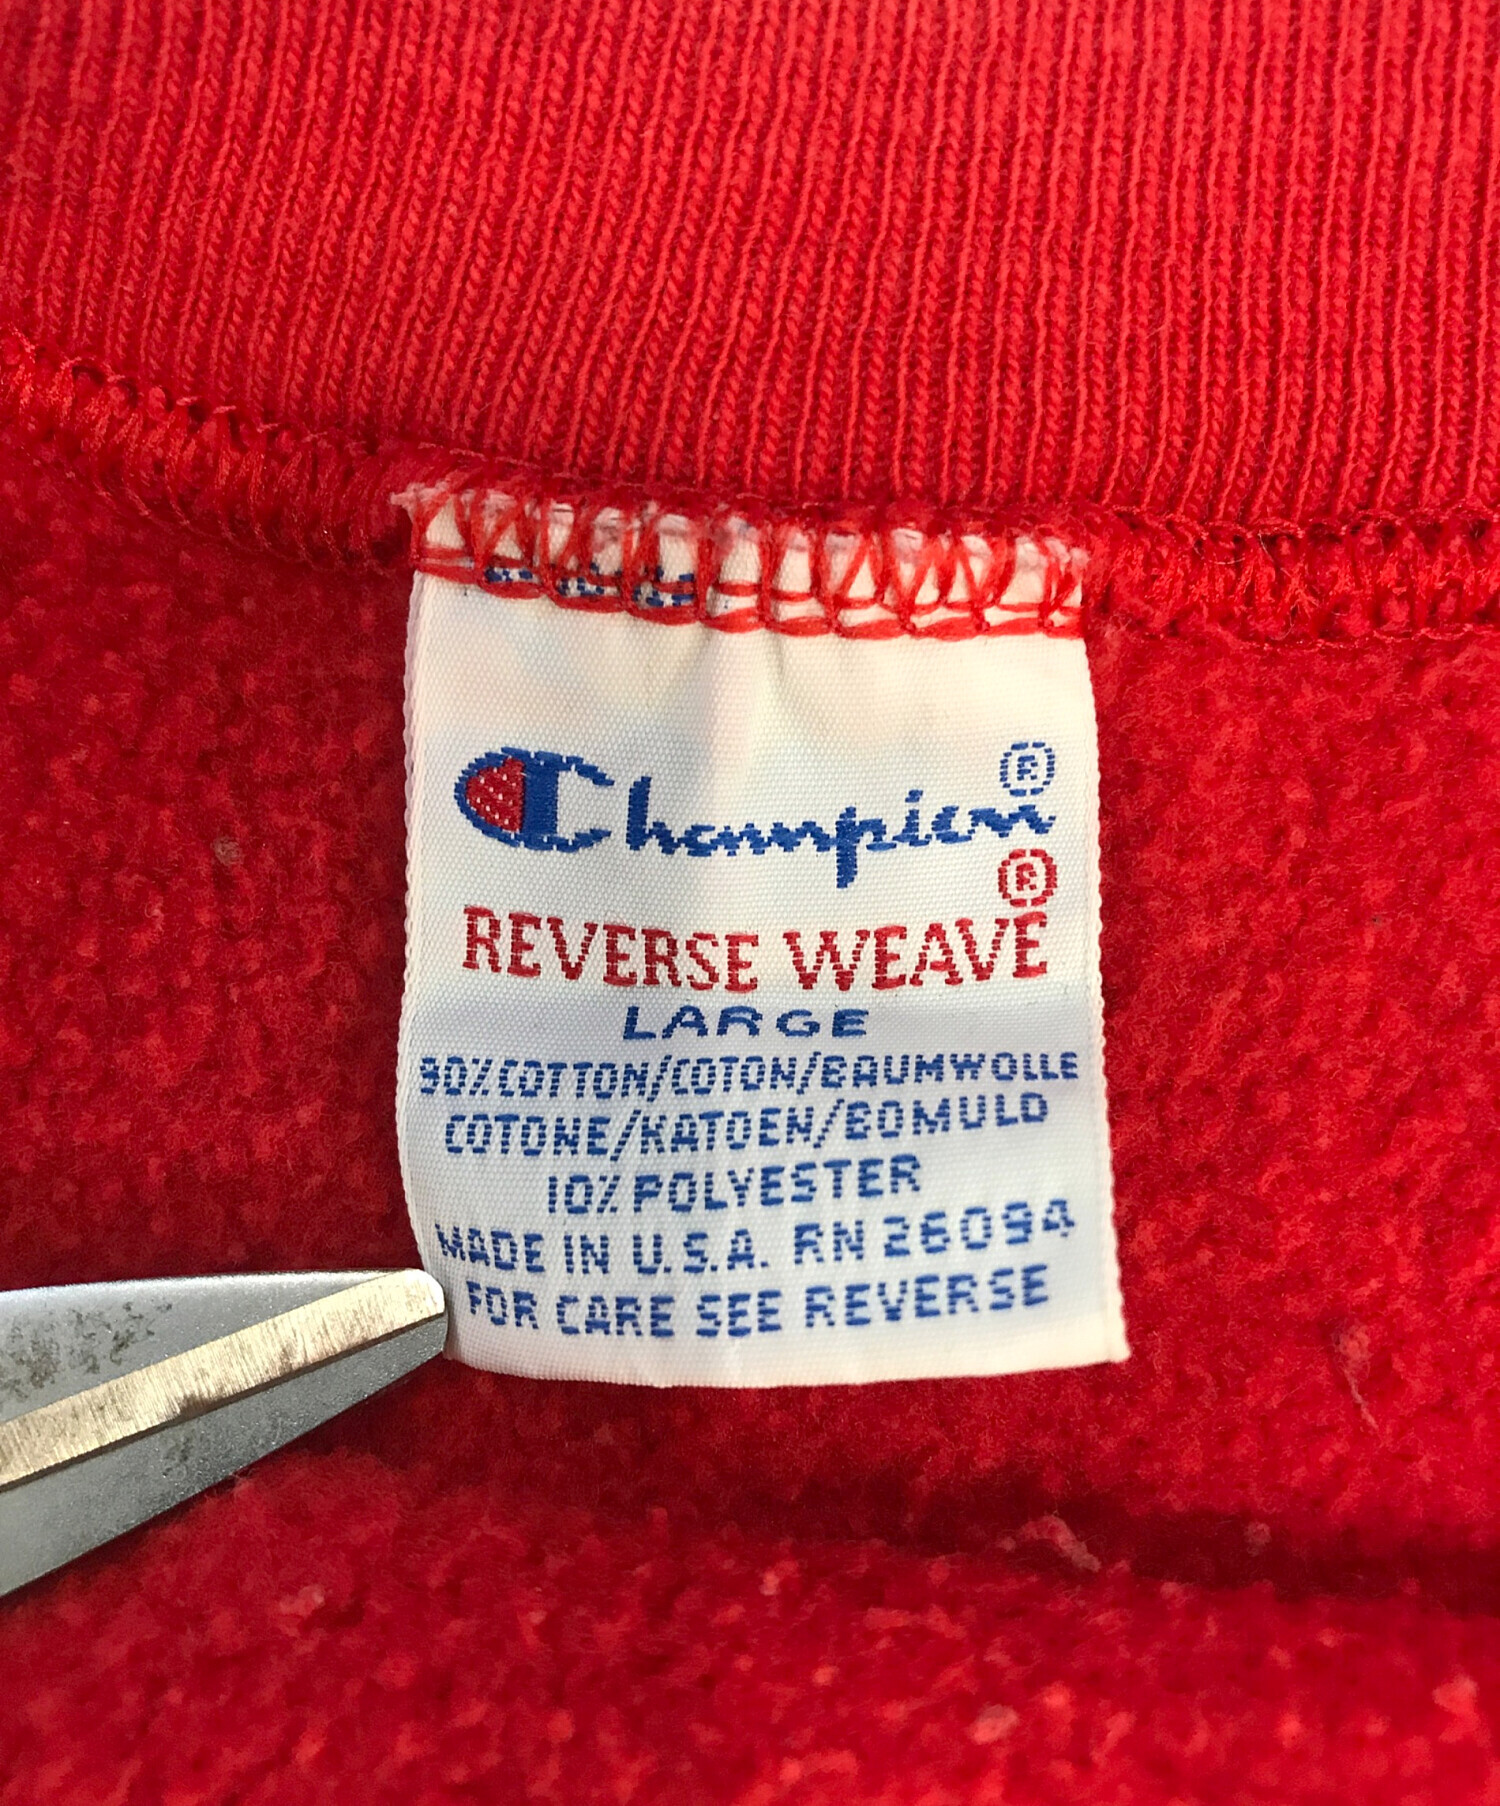 Champion ®
REVERSE WEAVE ®
LARGE
90% COTTON/COTON/BAUMWOLLE
COTONE/KATOEN/BOMULD
10% POLYESTER
MADE IN U.S.A. RN 26094
FOR CARE SEE REVERSE